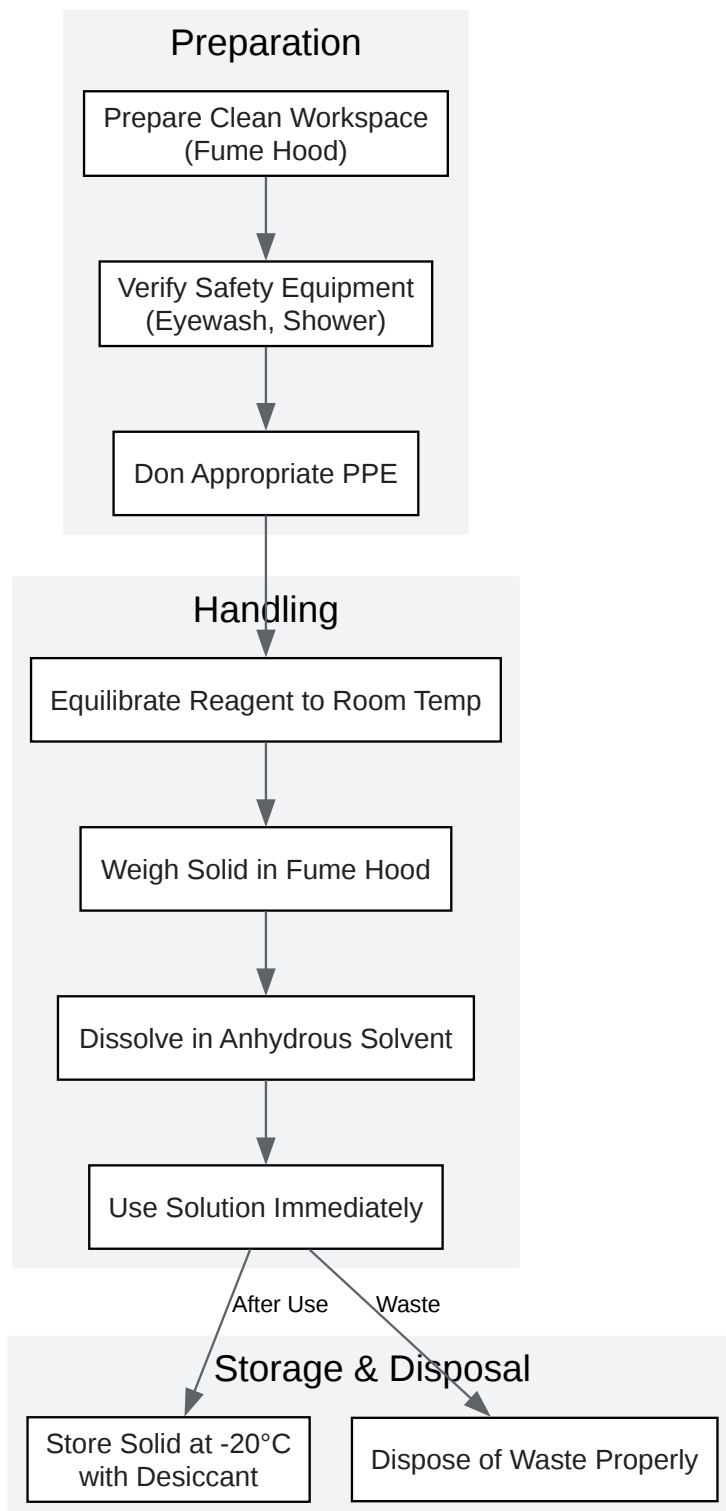 Preparation
Prepare Clean Workspace
(Fume Hood)
Verify Safety Equipment
(Eyewash, Shower)
Don Appropriate PPE
Handling
Equilibrate Reagent to Room Temp
Weigh Solid in Fume Hood
Dissolve in Anhydrous Solvent
Use Solution Immediately
After Use
Waste
Storage & Disposal
Store Solid at -20°C
with Desiccant
Dispose of Waste Properly